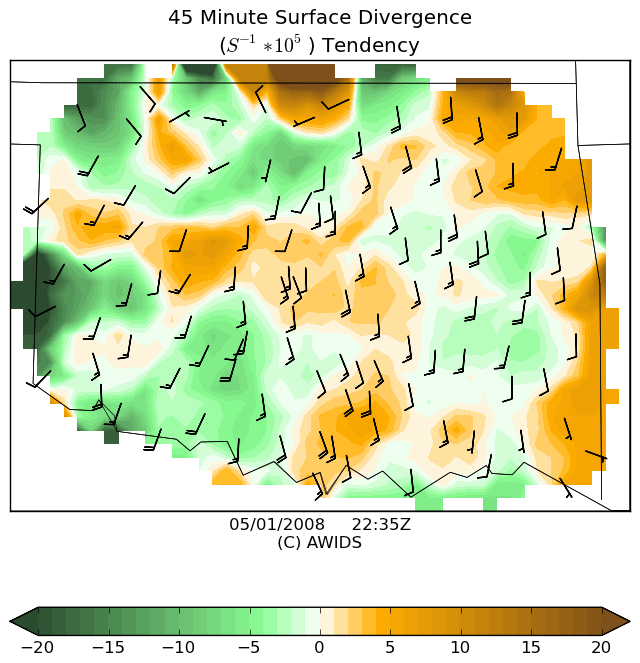 45 Minute Surface Divergence
(S⁻¹ *10⁵ ) Tendency
05/01/2008 22:35Z
(C) AWIDS
−20 −15 −10 −5 0 5 10 15 20